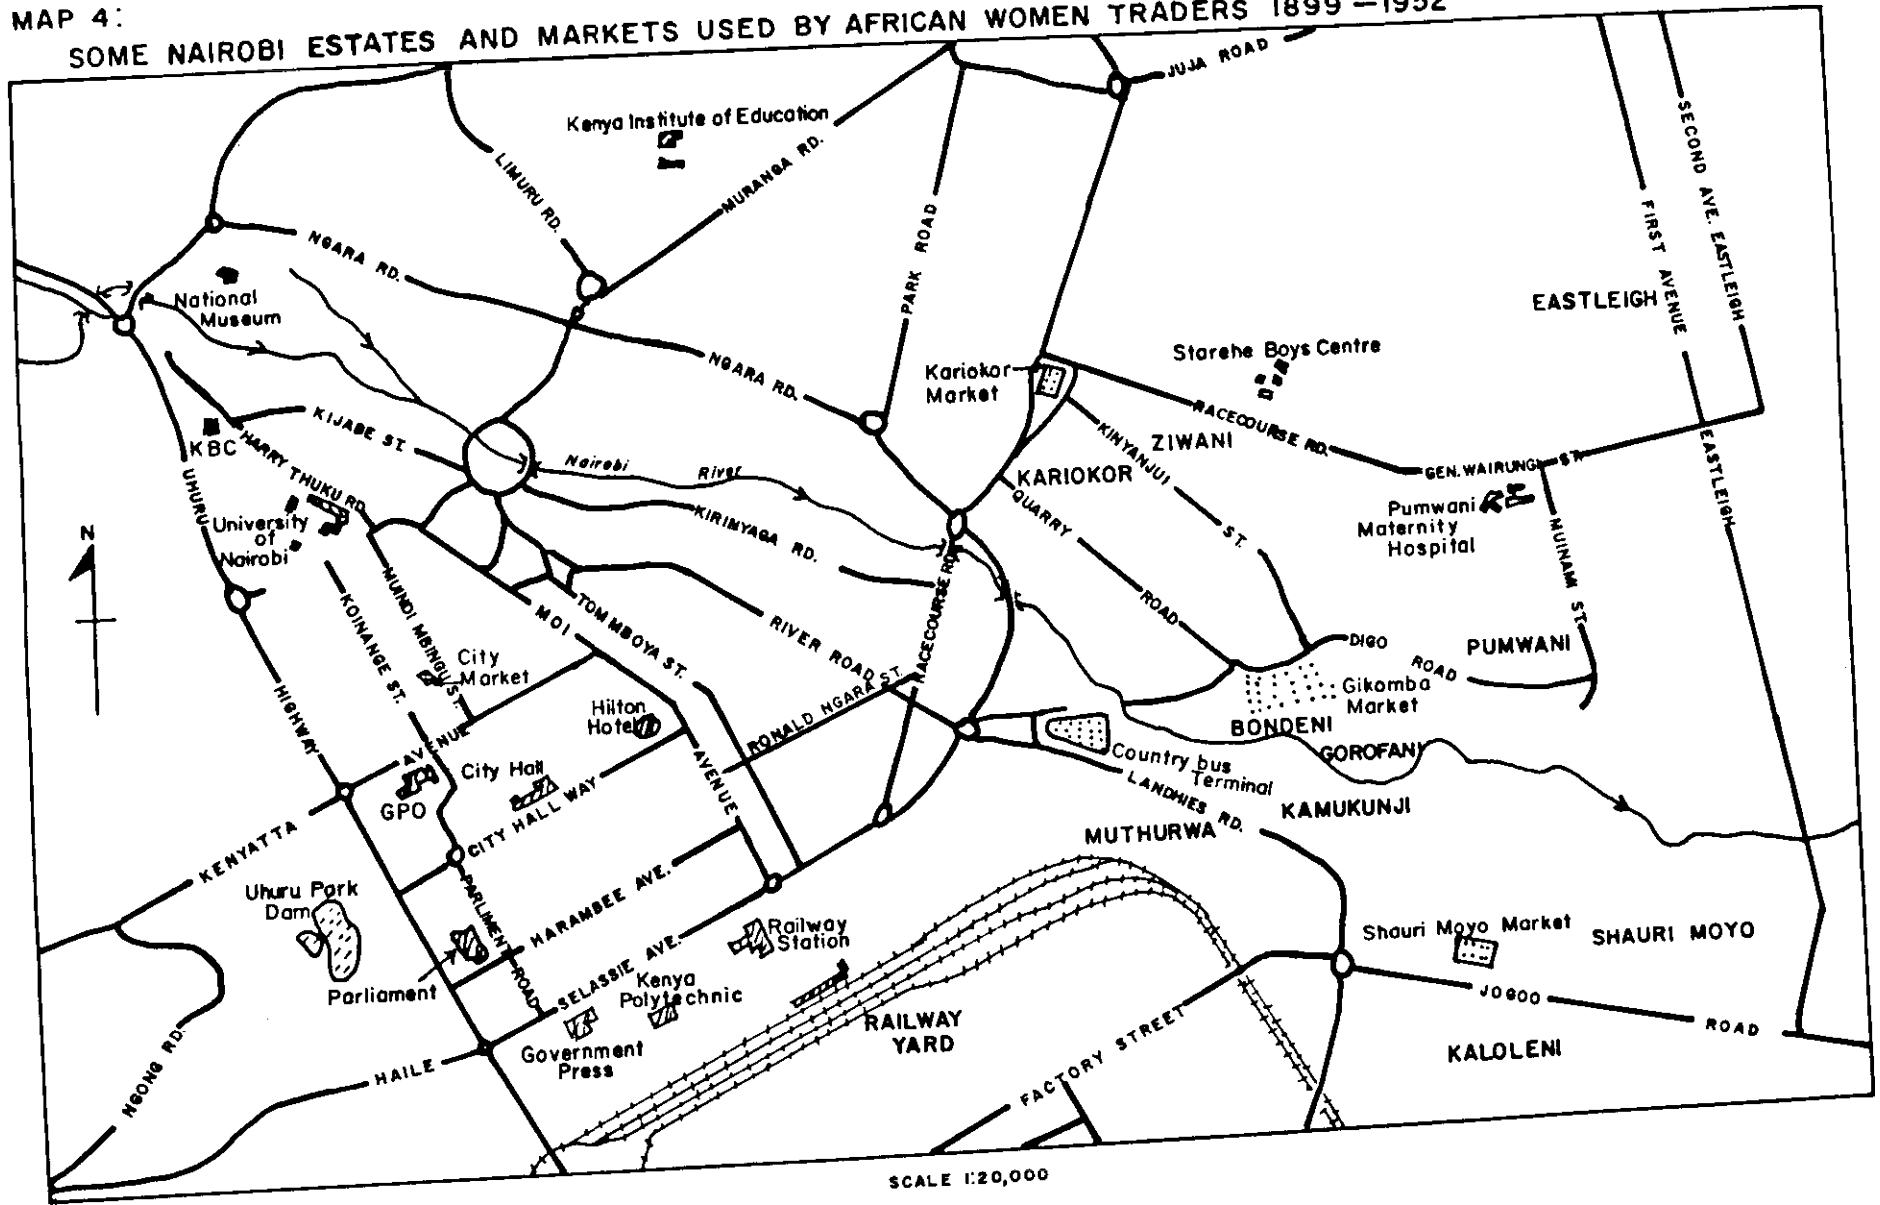 MAP 4:
SOME NAIROBI ESTATES AND MARKETS USED BY AFRICAN WOMEN TRADERS 1899–1952
JUJA ROAD
Kenya Institute of Education
LIMURU RD.
MURANGA RD.
PARK ROAD
SECOND AVE. EASTLEIGH
FIRST AVENUE
EASTLEIGH
EASTLEIGH
NGARA RD.
National
Museum
NGARA RD.
Kariokor
Market
Starehe Boys Centre
RACECOURSE RD.
ZIWANI
KINYANJUI
ST.
KARIOKOR
GEN. WAIRUNGI ST.
Pumwani
Maternity
Hospital
MUINAMI ST.
KIJABE ST.
KBC
HARRY THUKU RD.
Nairobi River
KIRINYAGA RD.
QUARRY
ROAD
University
of
Nairobi
UHURU
HIGHWAY
N
MUINDI MBINGU ST.
KOINANGE ST.
MOI
AVENUE
TOM MBOYA ST.
RIVER ROAD
RACECOURSE RD.
DIGO
ROAD
PUMWANI
City
Market
Hilton
Hotel
RONALD NGARA ST.
Gikomba
Market
BONDENI
GOROFANI
KENYATTA
AVENUE
City Hall
GPO
CITY HALL WAY
Country bus
Terminal
LANDHIES RD.
KAMUKUNJI
MUTHURWA
Uhuru Park
Dam
PARLIMENT
ROAD
HARAMBEE AVE.
Parliament
Railway
Station
Shauri Moyo Market
SHAURI MOYO
HAILE
SELASSIE AVE.
Kenya
Polytechnic
Government
Press
RAILWAY
YARD
FACTORY STREET
JOGOO
ROAD
KALOLENI
NGONG RD.
SCALE 1:20,000